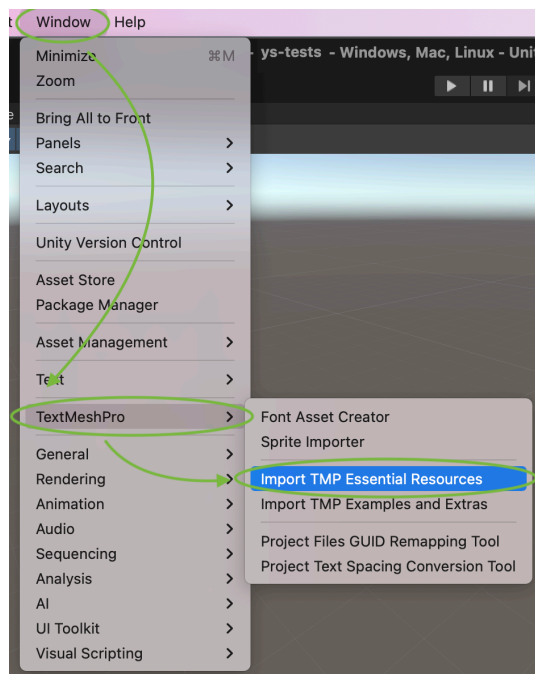 t Window Help
- ys-tests - Windows, Mac, Linux - Uni
Minimize ⌘M
Zoom
Bring All to Front
Panels
Search
Layouts
Unity Version Control
Asset Store
Package Manager
Asset Management
Text
TextMeshPro
General
Rendering
Animation
Audio
Sequencing
Analysis
AI
UI Toolkit
Visual Scripting
Font Asset Creator
Sprite Importer
Import TMP Essential Resources
Import TMP Examples and Extras
Project Files GUID Remapping Tool
Project Text Spacing Conversion Tool